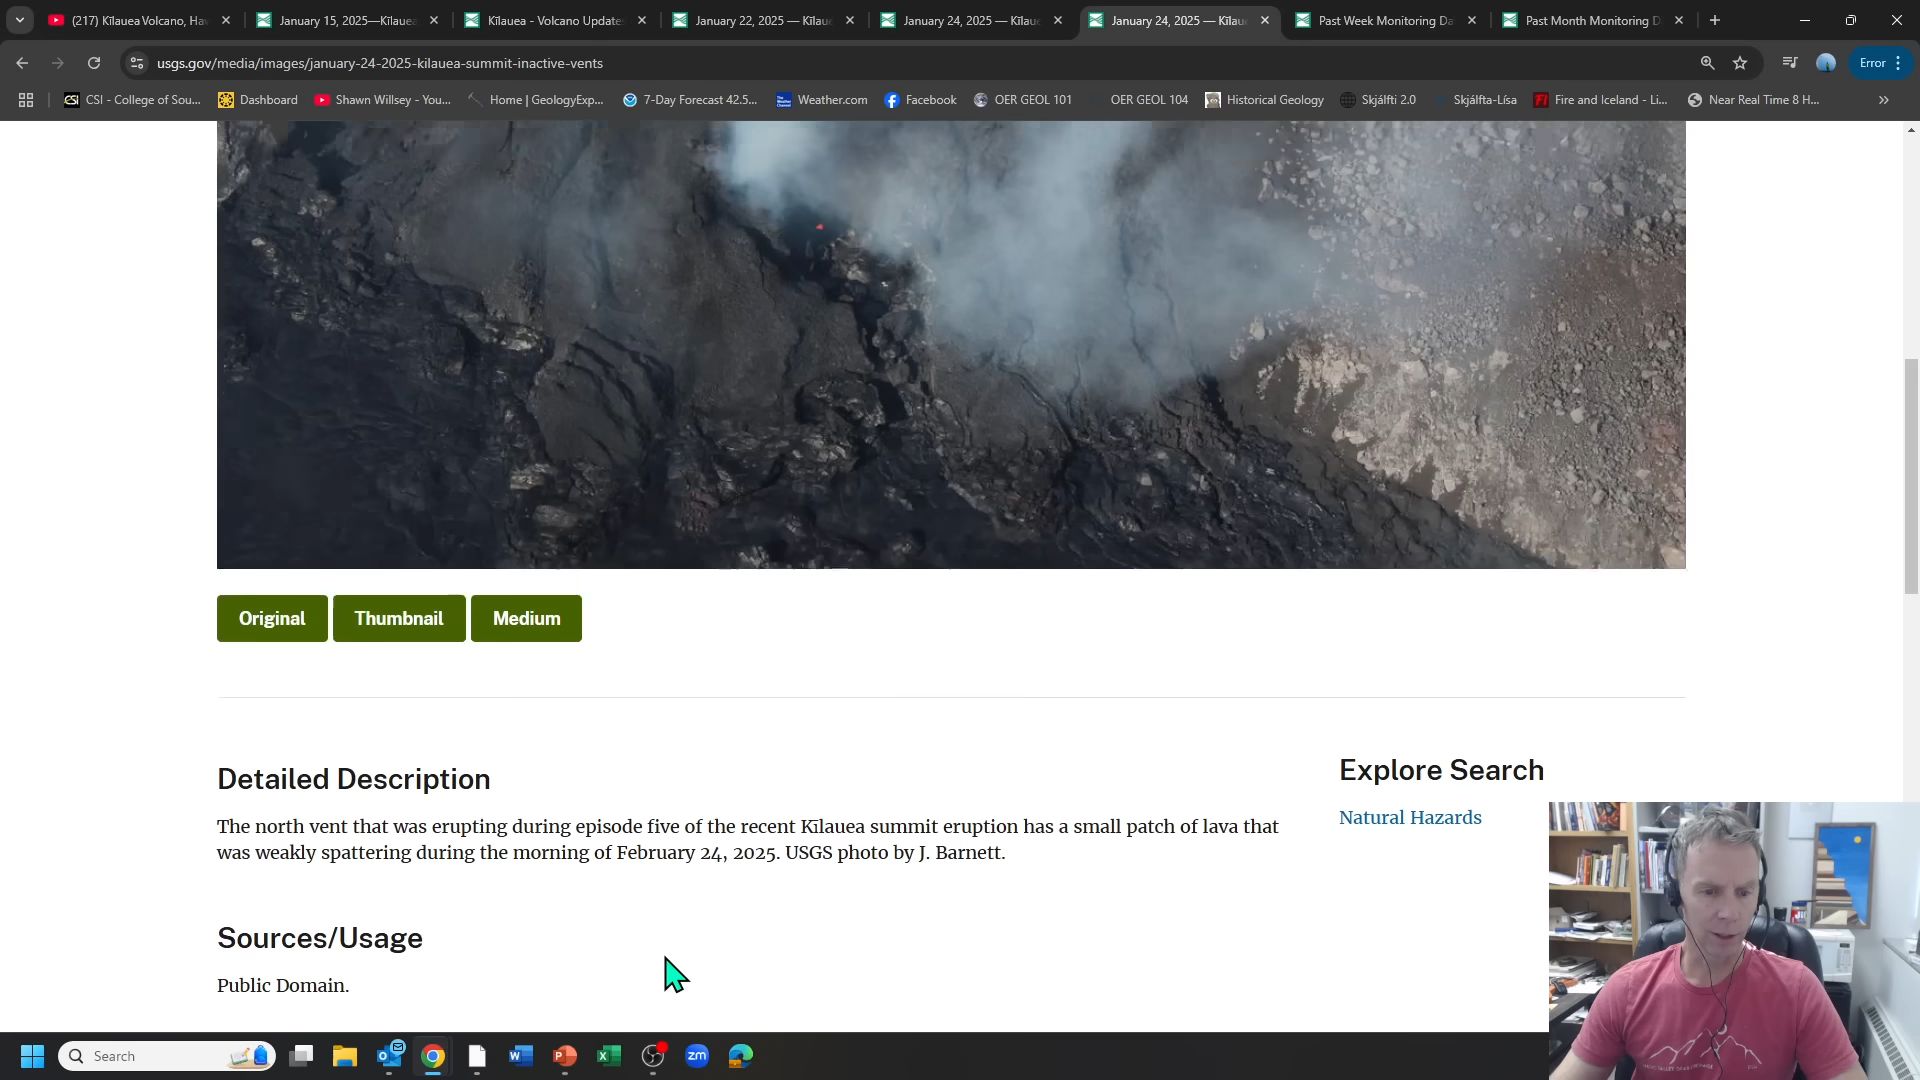 (217) Kīlauea Volcano, Ha
January 15, 2025—Kīlauea
Kīlauea - Volcano Updates
January 22, 2025 — Kīlau
January 24, 2025 — Kīlau
January 24, 2025 — Kīlau
Past Week Monitoring Da
Past Month Monitoring D
usgs.gov/media/images/january-24-2025-kilauea-summit-inactive-vents
Error
CSI - College of Sou...
Dashboard
Shawn Willsey - You...
Home | GeologyExp...
7-Day Forecast 42.5...
Weather.com
Facebook
OER GEOL 101
OER GEOL 104
Historical Geology
Skjálfti 2.0
Skjálfta-Lísa
Fire and Iceland - Li...
Near Real Time 8 H...
Original
Thumbnail
Medium
Detailed Description
The north vent that was erupting during episode five of the recent Kīlauea summit eruption has a small patch of lava that
was weakly spattering during the morning of February 24, 2025. USGS photo by J. Barnett.
Explore Search
Natural Hazards
Sources/Usage
Public Domain.
Search